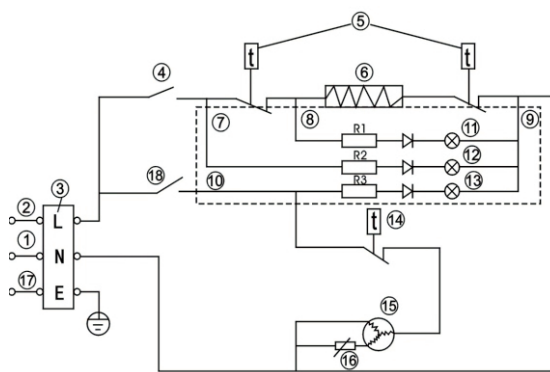 ⑤
t
t
④
⑥
⑦
⑧
⑨
R1
⑪
R2
⑫
⑱
⑩
R3
⑬
③
t
⑭
②
L
①
N
⑰
E
⑮
⑯